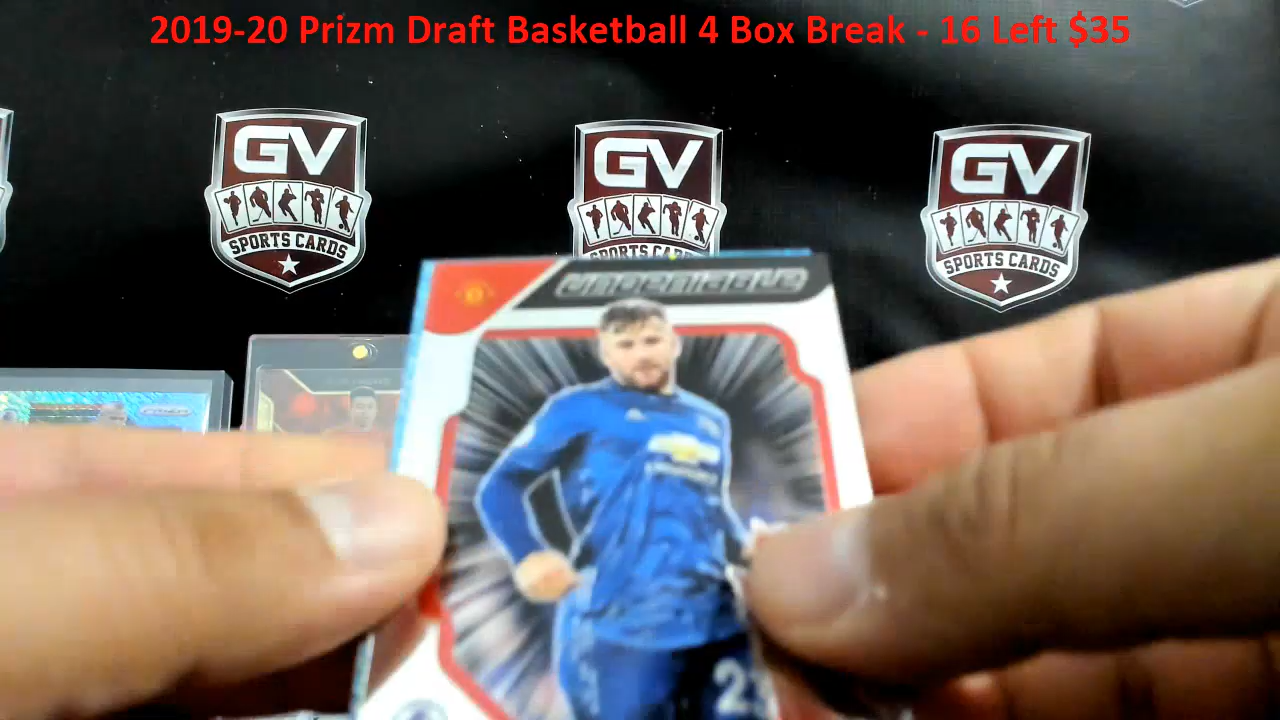 2019-20 Prizm Draft Basketball 4 Box Break - 16 Left $35
GV
SPORTS CARDS
GV
SPORTS CARDS
GV
SPORTS CARDS